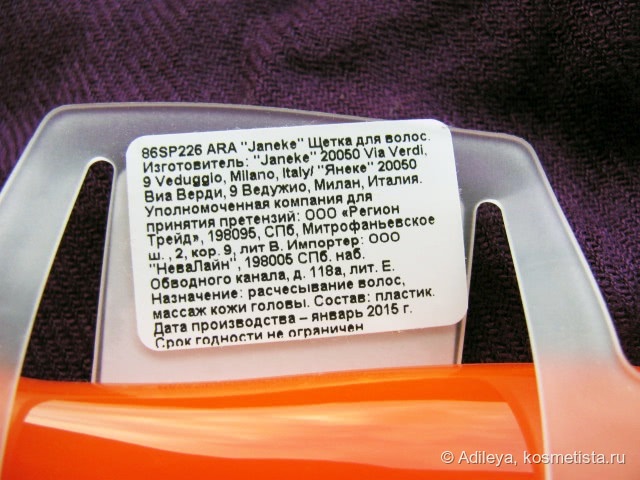 86SP226 ARA "Janeke" Щетка для волос.
Изготовитель: "Janeke" 20050 Via Verdi,
9 Veduggio, Milano, Italy/ "Янеке" 20050
Виа Верди, 9 Ведужио, Милан, Италия.
Уполномоченная компания для
принятия претензий: ООО «Регион
Трейд», 198095, СПб, Митрофаньевское
ш. , 2, кор. 9, лит В. Импортер: ООО
"НеваЛайн", 198005 СПб. наб.
Обводного канала, д. 118а, лит. Е.
Назначение: расчесывание волос,
массаж кожи головы. Состав: пластик.
Дата производства – январь 2015 г.
Срок годности не ограничен
© Adileya, kosmetista.ru